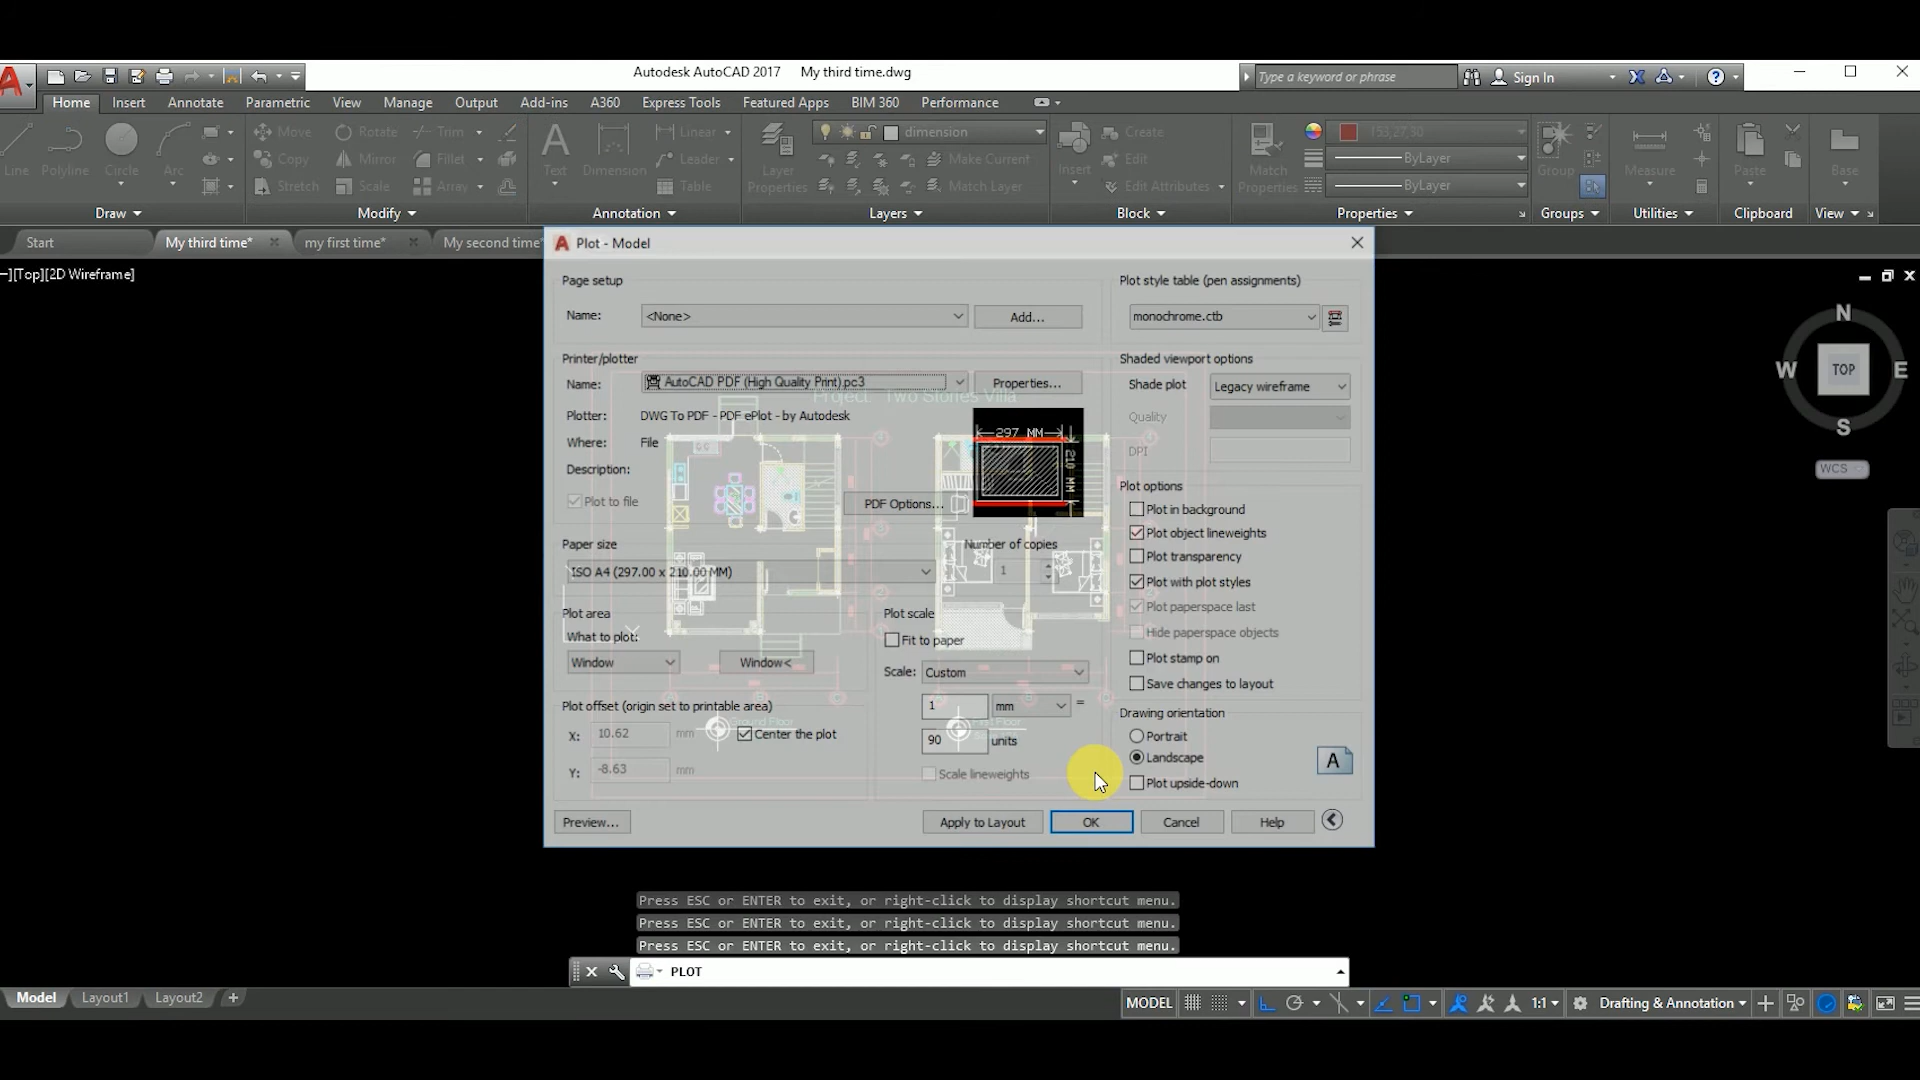 Autodesk AutoCAD 2017 My third time.dwg
Type a keyword or phrase
Sign In
Home Insert Annotate Parametric View Manage Output Add-ins A360 Express Tools Featured Apps BIM 360 Performance
Line Polyline Circle Arc
Move Rotate Trim
Copy Mirror Fillet
Stretch Scale Array
Text Dimension
Linear
Leader
Table
Layer Properties
dimension
Make Current
Match Layer
Insert
Create
Edit
Edit Attributes
Match Properties
153,27,30
ByLayer
ByLayer
Group
Measure
Paste
Base
Draw Modify Annotation Layers Block Properties Groups Utilities Clipboard View
Start My third time* my first time* My second time*
-][Top][2D Wireframe]
N
W TOP E
S
WCS
Plot - Model
Page setup
Name: <None> Add...
Plot style table (pen assignments)
monochrome.ctb
Printer/plotter
Name: AutoCAD PDF (High Quality Print).pc3 Properties...
Project : Two Stories Villa
Plotter: DWG To PDF - PDF ePlot - by Autodesk
Where: File
Description:
Plot to file
PDF Options...
297 MM
210 MM
Shaded viewport options
Shade plot Legacy wireframe
Quality
DPI
Paper size
ISO A4 (297.00 x 210.00 MM)
Number of copies
1
Plot options
Plot in background
Plot object lineweights
Plot transparency
Plot with plot styles
Plot paperspace last
Hide paperspace objects
Plot stamp on
Save changes to layout
Plot area
What to plot:
Window Window<
Plot scale
Fit to paper
Scale: Custom
1 mm =
90 units
Scale lineweights
Plot offset (origin set to printable area)
X: 10.62 mm
Center the plot
Y: -8.63 mm
Ground Floor
First Floor
Drawing orientation
Portrait
Landscape
Plot upside-down
A
Preview... Apply to Layout OK Cancel Help
Press ESC or ENTER to exit, or right-click to display shortcut menu.
Press ESC or ENTER to exit, or right-click to display shortcut menu.
Press ESC or ENTER to exit, or right-click to display shortcut menu.
PLOT
Model Layout1 Layout2
MODEL 1:1 Drafting & Annotation